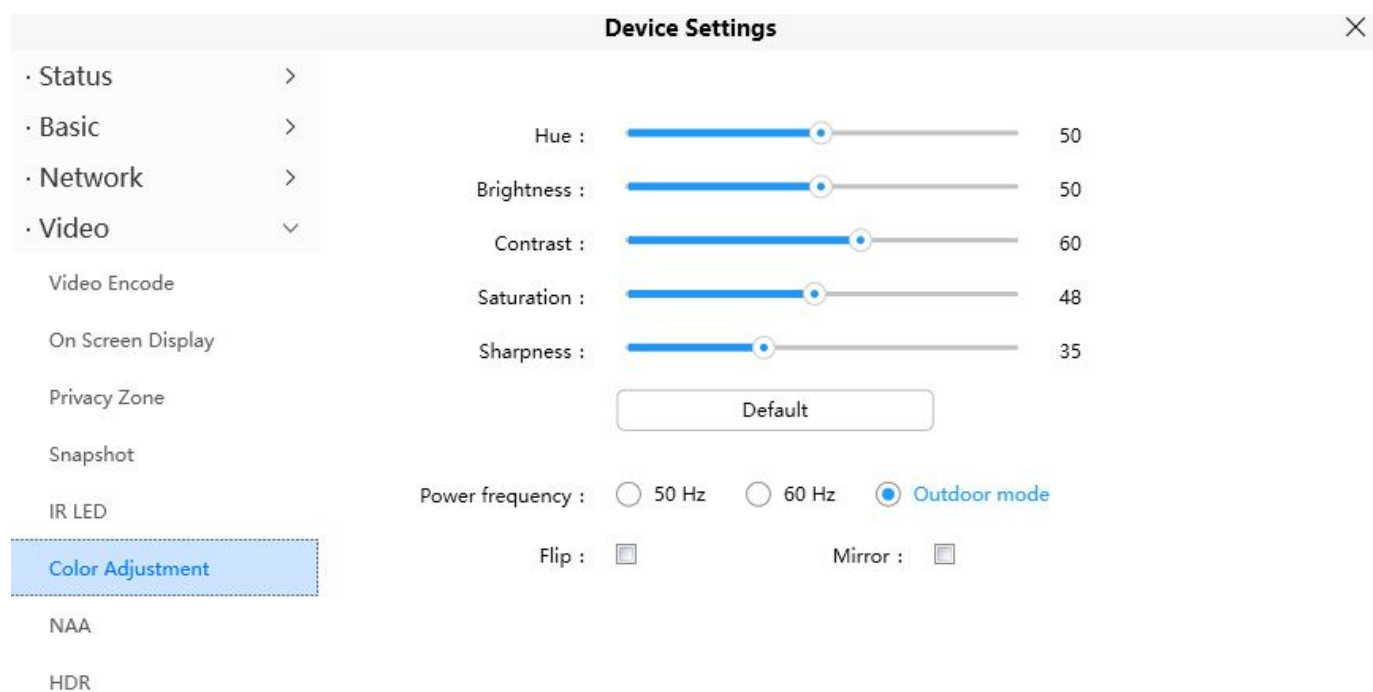 Device Settings
· Status
· Basic
· Network
· Video
Video Encode
On Screen Display
Privacy Zone
Snapshot
IR LED
Color Adjustment
NAA
HDR
Hue : 50
Brightness : 50
Contrast : 60
Saturation : 48
Sharpness : 35
Default
Power frequency : 50 Hz 60 Hz Outdoor mode
Flip : Mirror :